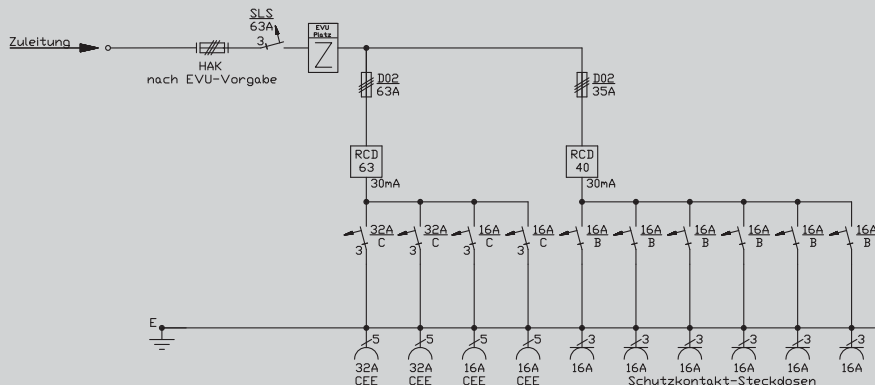 SLS
63A
3
EVU
Platz
Z
Zuleitung
HAK
nach EVU-Vorgabe
D02
63A
D02
35A
RCD
63
30mA
RCD
40
30mA
32A 32A 16A 16A 16A 16A 16A 16A 16A 16A
C C C C B B B B B B
3 3 3 3
E
5 5 5 5 3 3 3 3 3 3
32A 32A 16A 16A 16A 16A 16A 16A 16A 16A
CEE CEE CEE CEE Schutzkontakt-Steckdosen